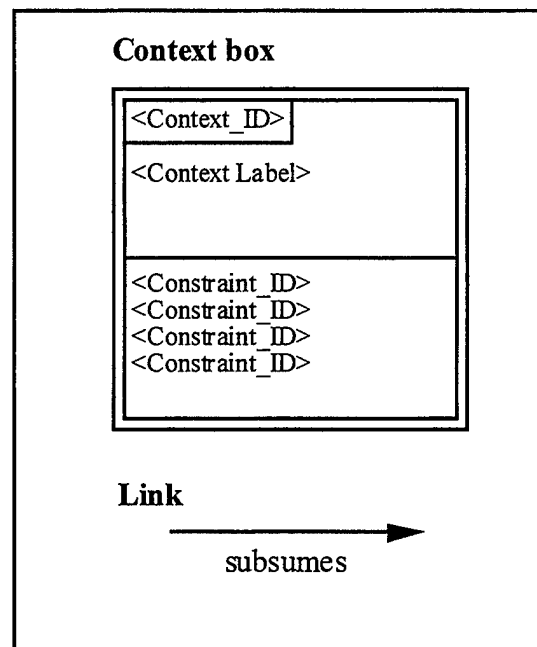 Context box
<Context_ID>
<Context Label>
<Constraint_ID>
<Constraint_ID>
<Constraint_ID>
<Constraint_ID>
Link
subsumes